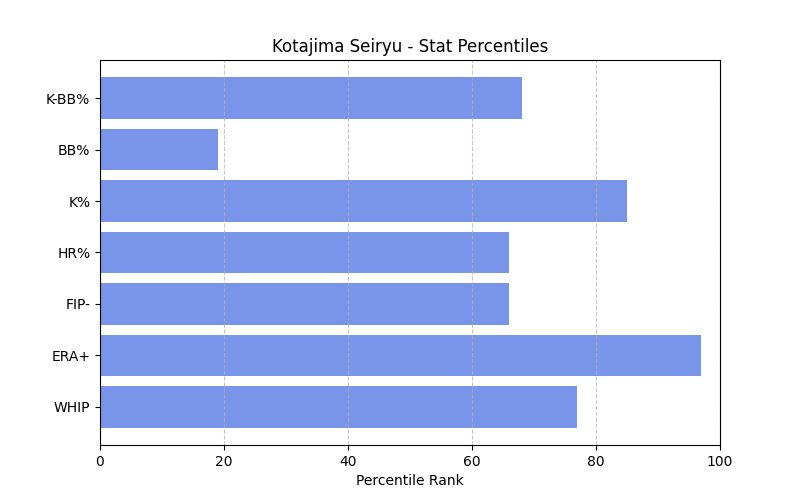 Kotajima Seiryu - Stat Percentiles
K-BB%
BB%
K%
HR%
FIP-
ERA+
WHIP
0 20 40 60 80 100
Percentile Rank